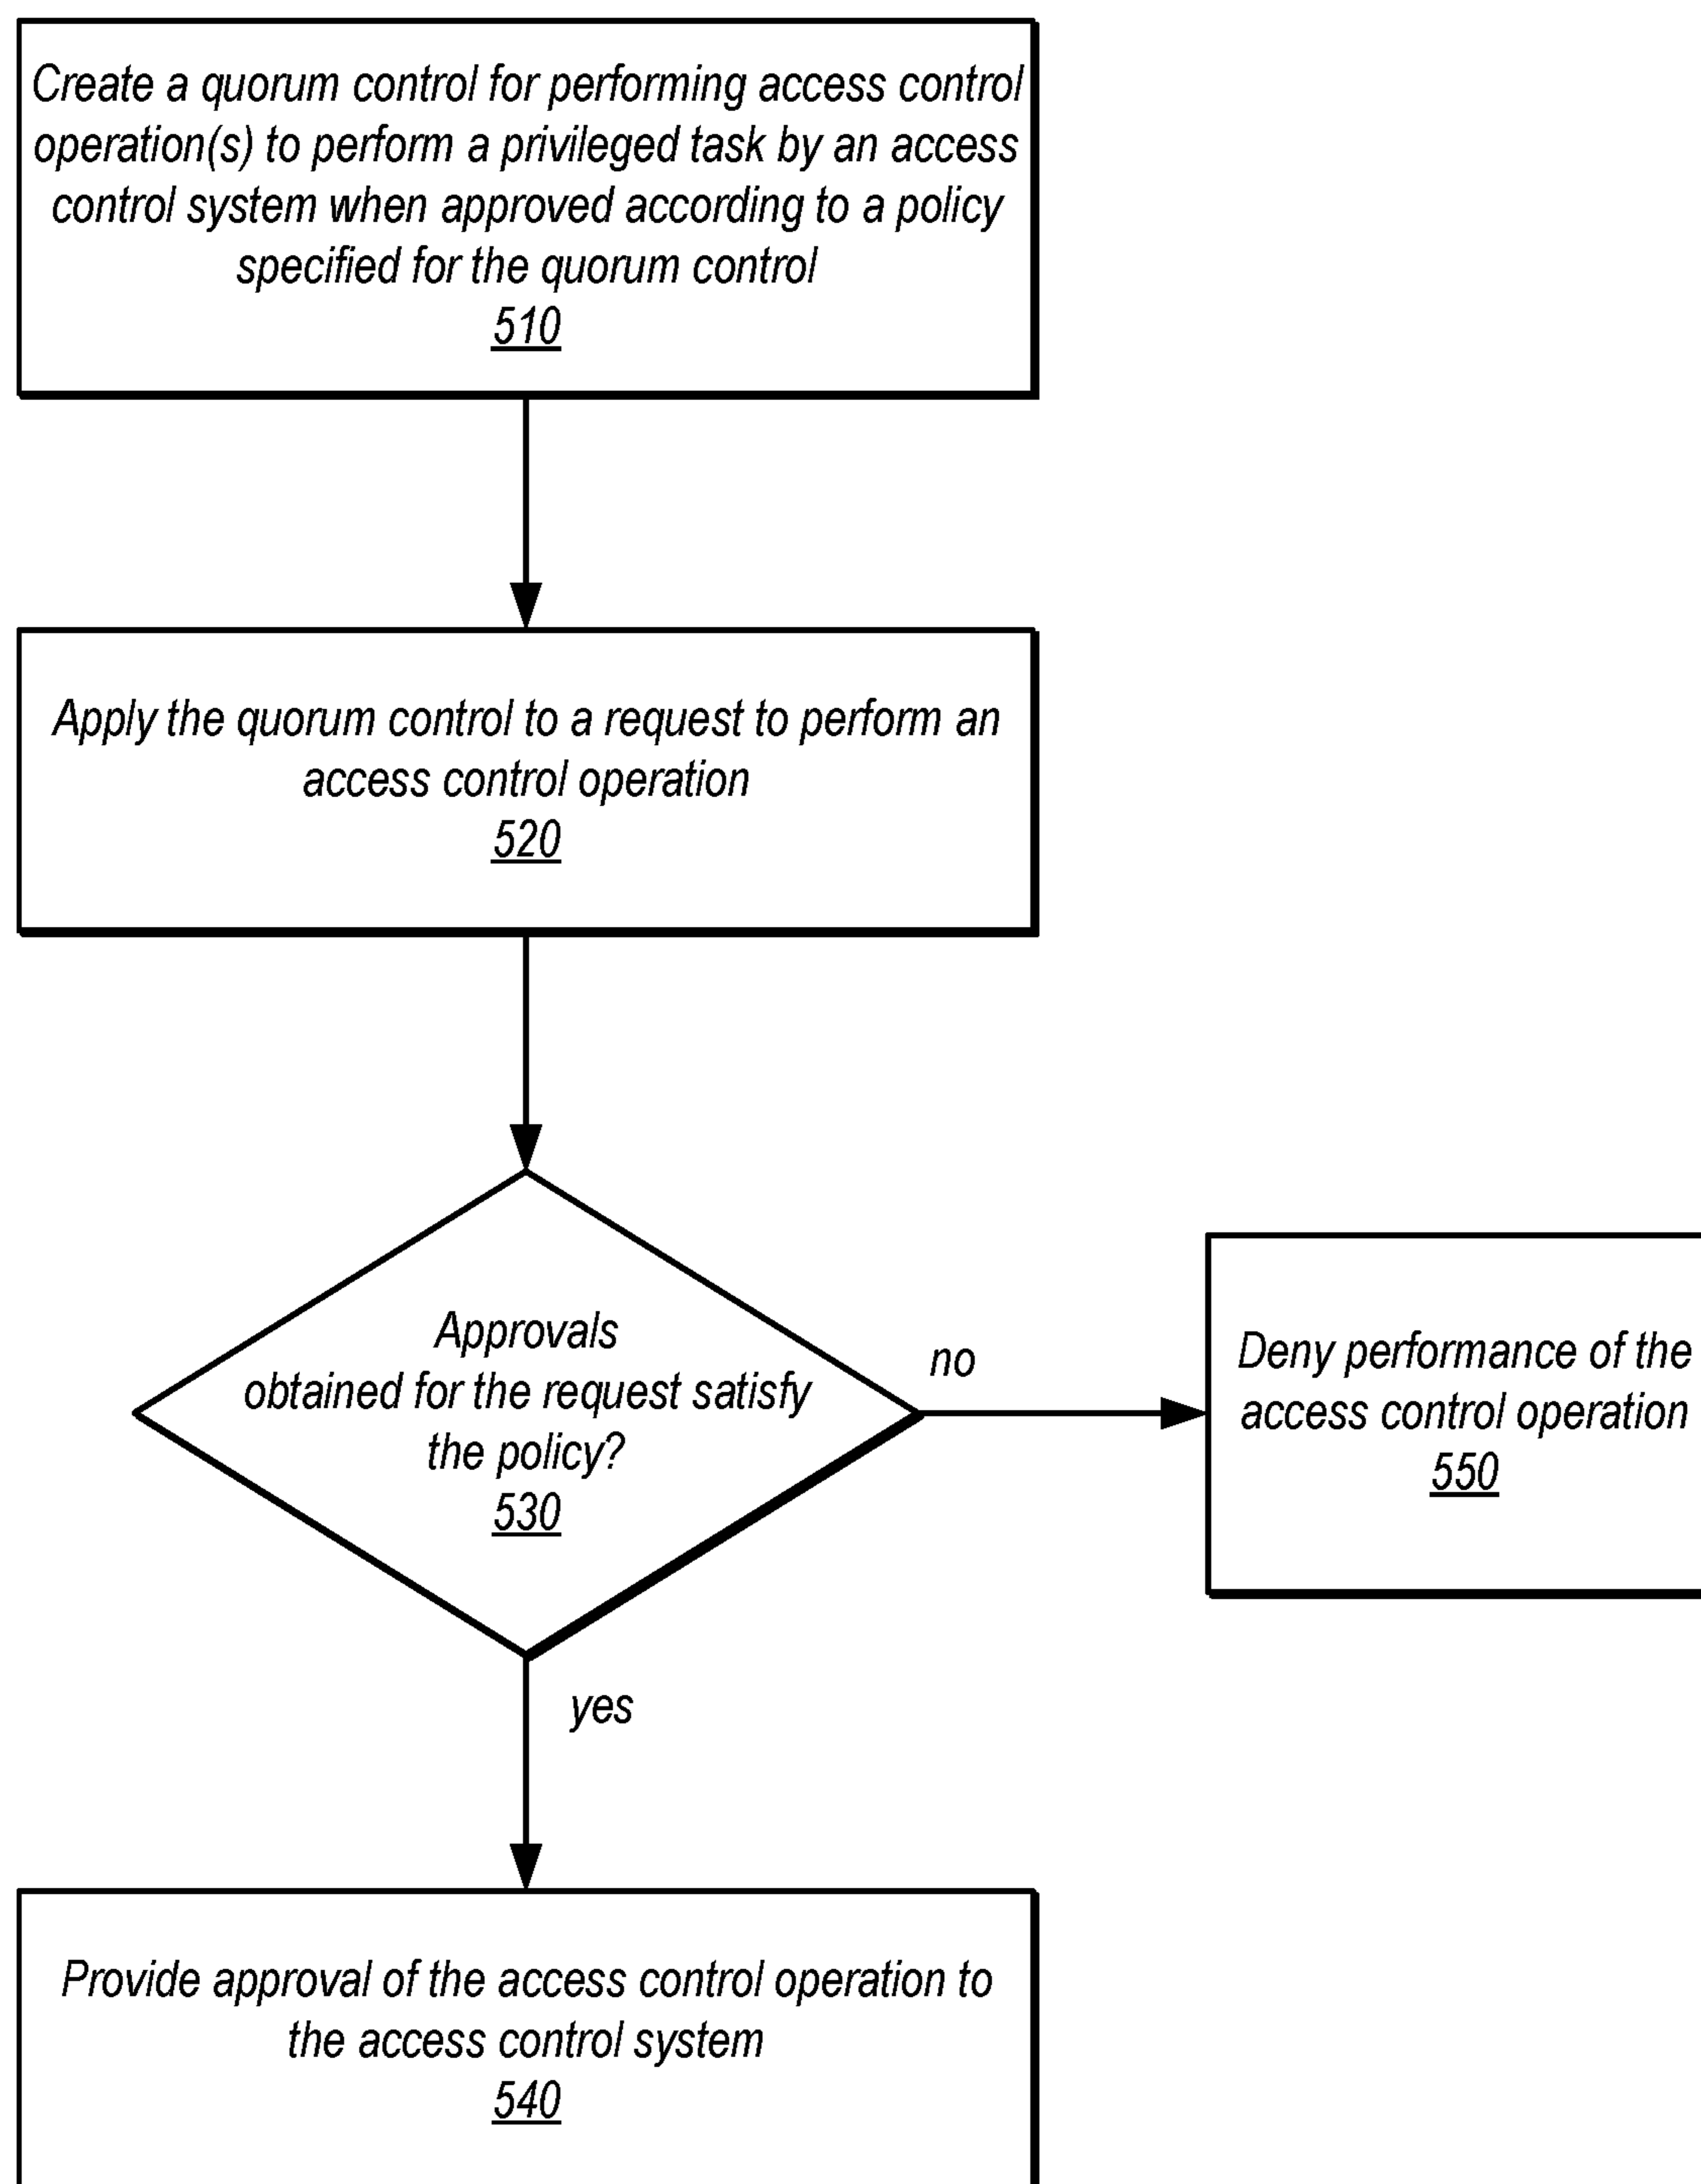 Create a quorum control for performing access control
operation(s) to perform a privileged task by an access
control system when approved according to a policy
specified for the quorum control
510
Apply the quorum control to a request to perform an
access control operation
520
Approvals
obtained for the request satisfy
the policy?
530
no
Deny performance of the
access control operation
550
yes
Provide approval of the access control operation to
the access control system
540